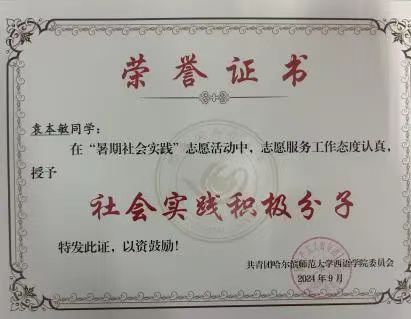 荣誉证书
袁本敏同学：
在“暑期社会实践”志愿活动中，志愿服务工作态度认真，
授予
社会实践积极分子
特发此证，以资鼓励！
共青团哈尔滨师范大学西语学院委员会
2024年9月